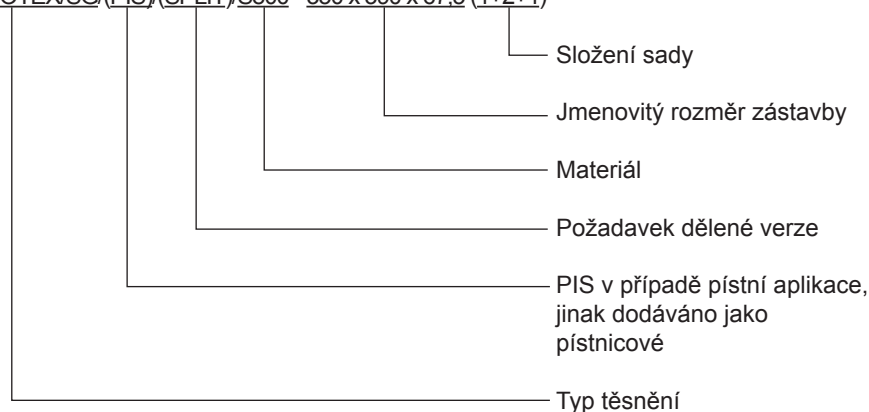 Složení sady
Jmenovitý rozměr zástavby
Materiál
Požadavek dělené verze
PIS v případě pístní aplikace,
jinak dodáváno jako
pístnicové
Typ těsnění